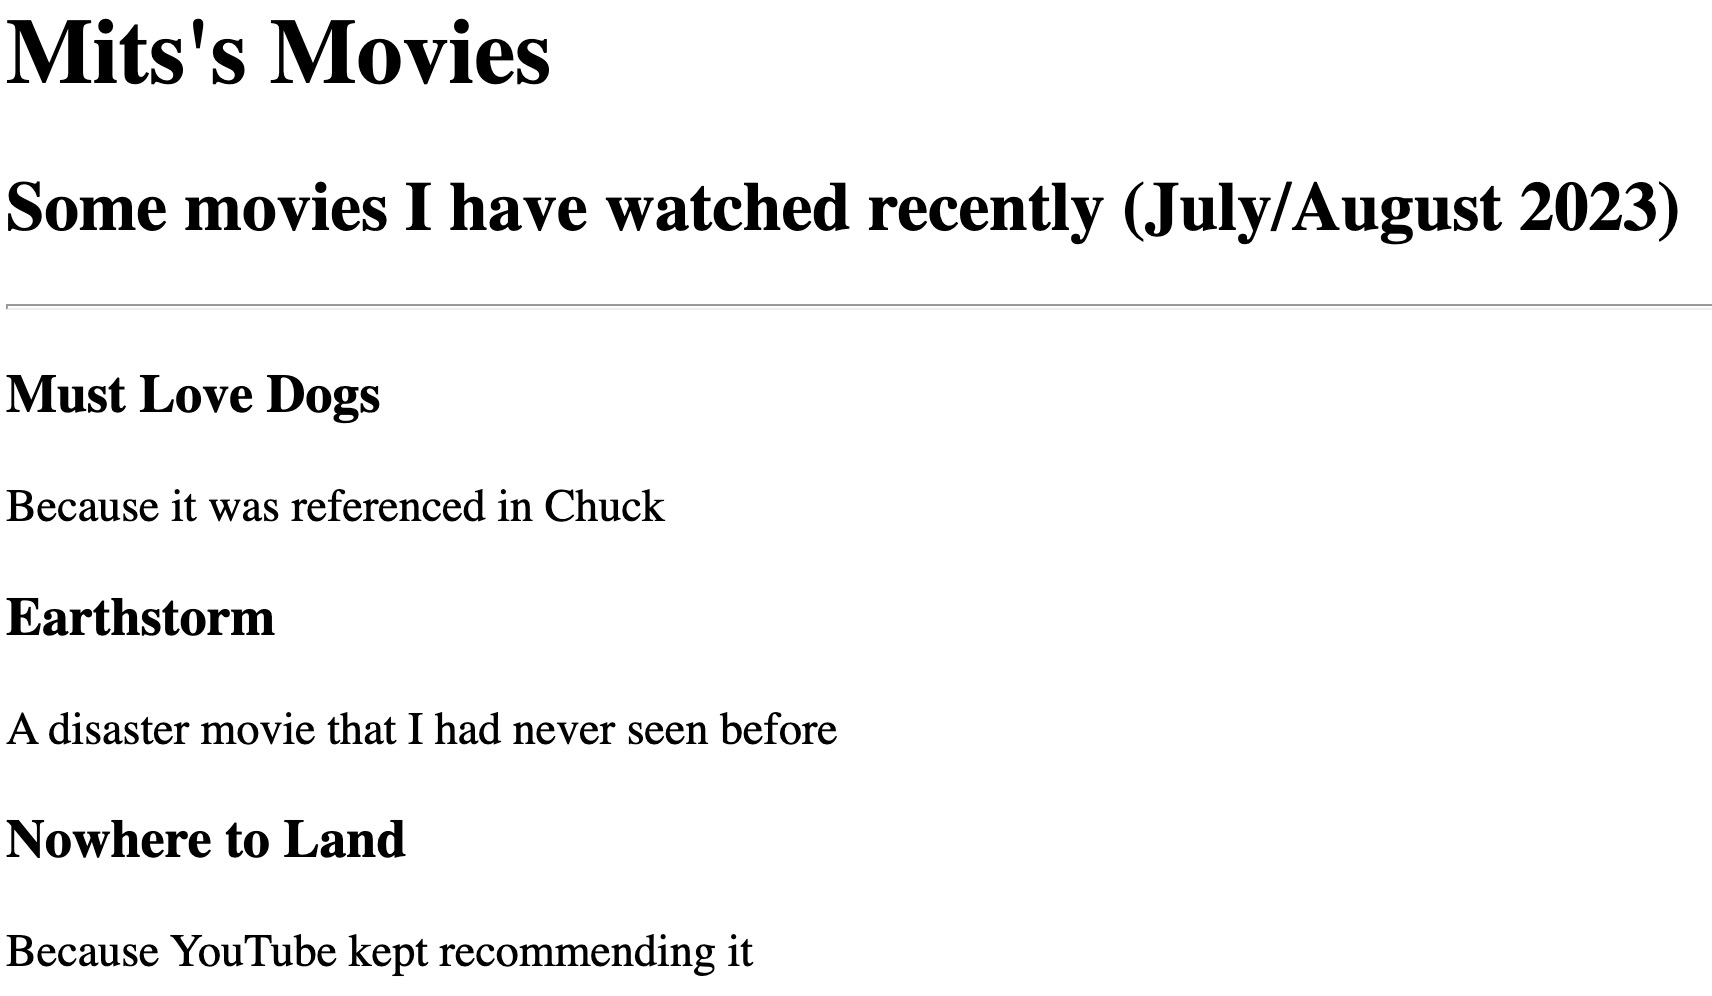 Mits's Movies
Some movies I have watched recently (July/August 2023)
Must Love Dogs
Because it was referenced in Chuck
Earthstorm
A disaster movie that I had never seen before
Nowhere to Land
Because YouTube kept recommending it